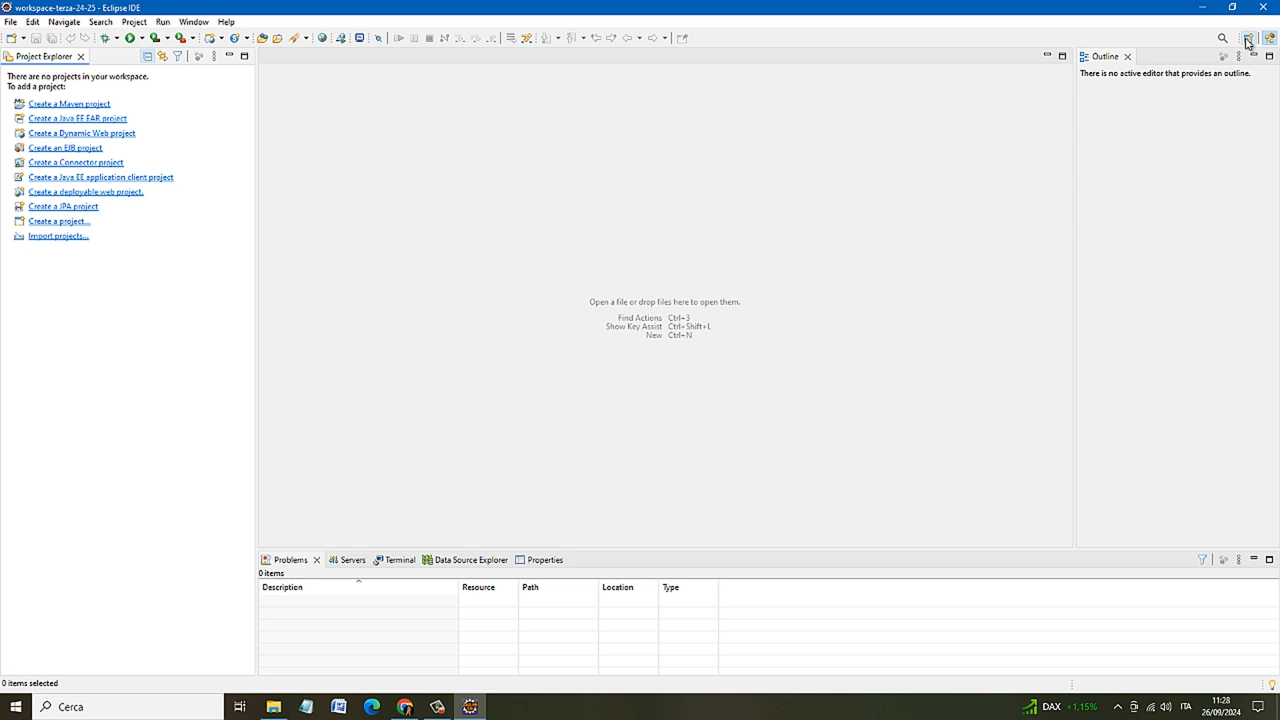 workspace-terza-24-25 - Eclipse IDE
File Edit Navigate Search Project Run Window Help
Project Explorer
Outline
There are no projects in your workspace.
To add a project:
There is no active editor that provides an outline.
Create a Maven project
Create a Java EE EAR project
Create a Dynamic Web project
Create an EJB project
Create a Connector project
Create a Java EE application client project
Create a deployable web project.
Create a JPA project
Create a project...
Import projects...
Open a file or drop files here to open them.
Find Actions Ctrl+3
Show Key Assist Ctrl+Shift+L
New Ctrl+N
Problems Servers Terminal Data Source Explorer Properties
0 items
Description Resource Path Location Type
0 items selected
Cerca
DAX +1,15%
ITA
11:28
26/09/2024